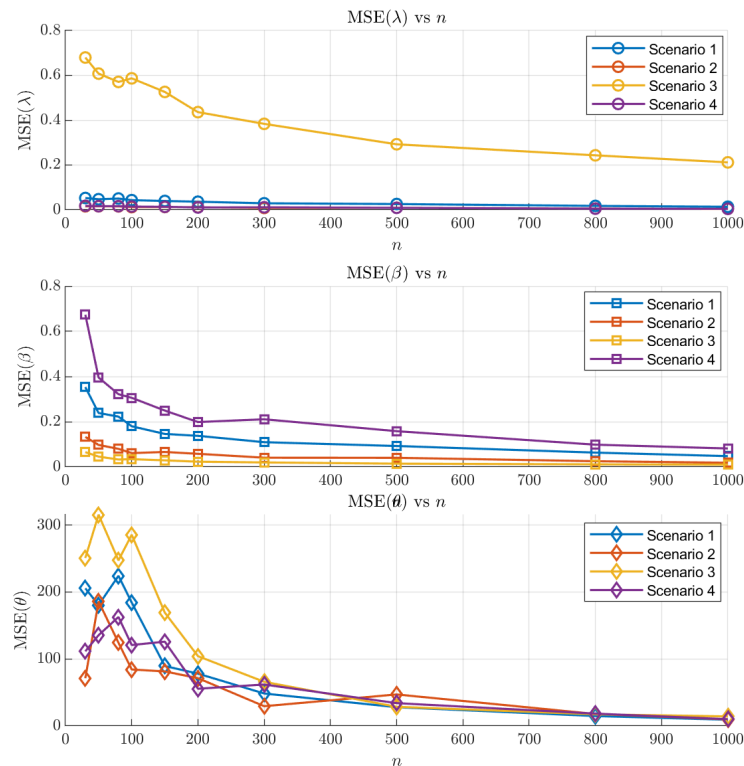 MSE(λ) vs n
0.8
0.6
0.4
0.2
0
MSE(λ)
Scenario 1
Scenario 2
Scenario 3
Scenario 4
0 100 200 300 400 500 600 700 800 900 1000
n
MSE(β) vs n
0.8
0.6
0.4
0.2
0
MSE(β)
Scenario 1
Scenario 2
Scenario 3
Scenario 4
0 100 200 300 400 500 600 700 800 900 1000
MSE(θ) vs n
300
200
100
0
MSE(θ)
Scenario 1
Scenario 2
Scenario 3
Scenario 4
0 100 200 300 400 500 600 700 800 900 1000
n